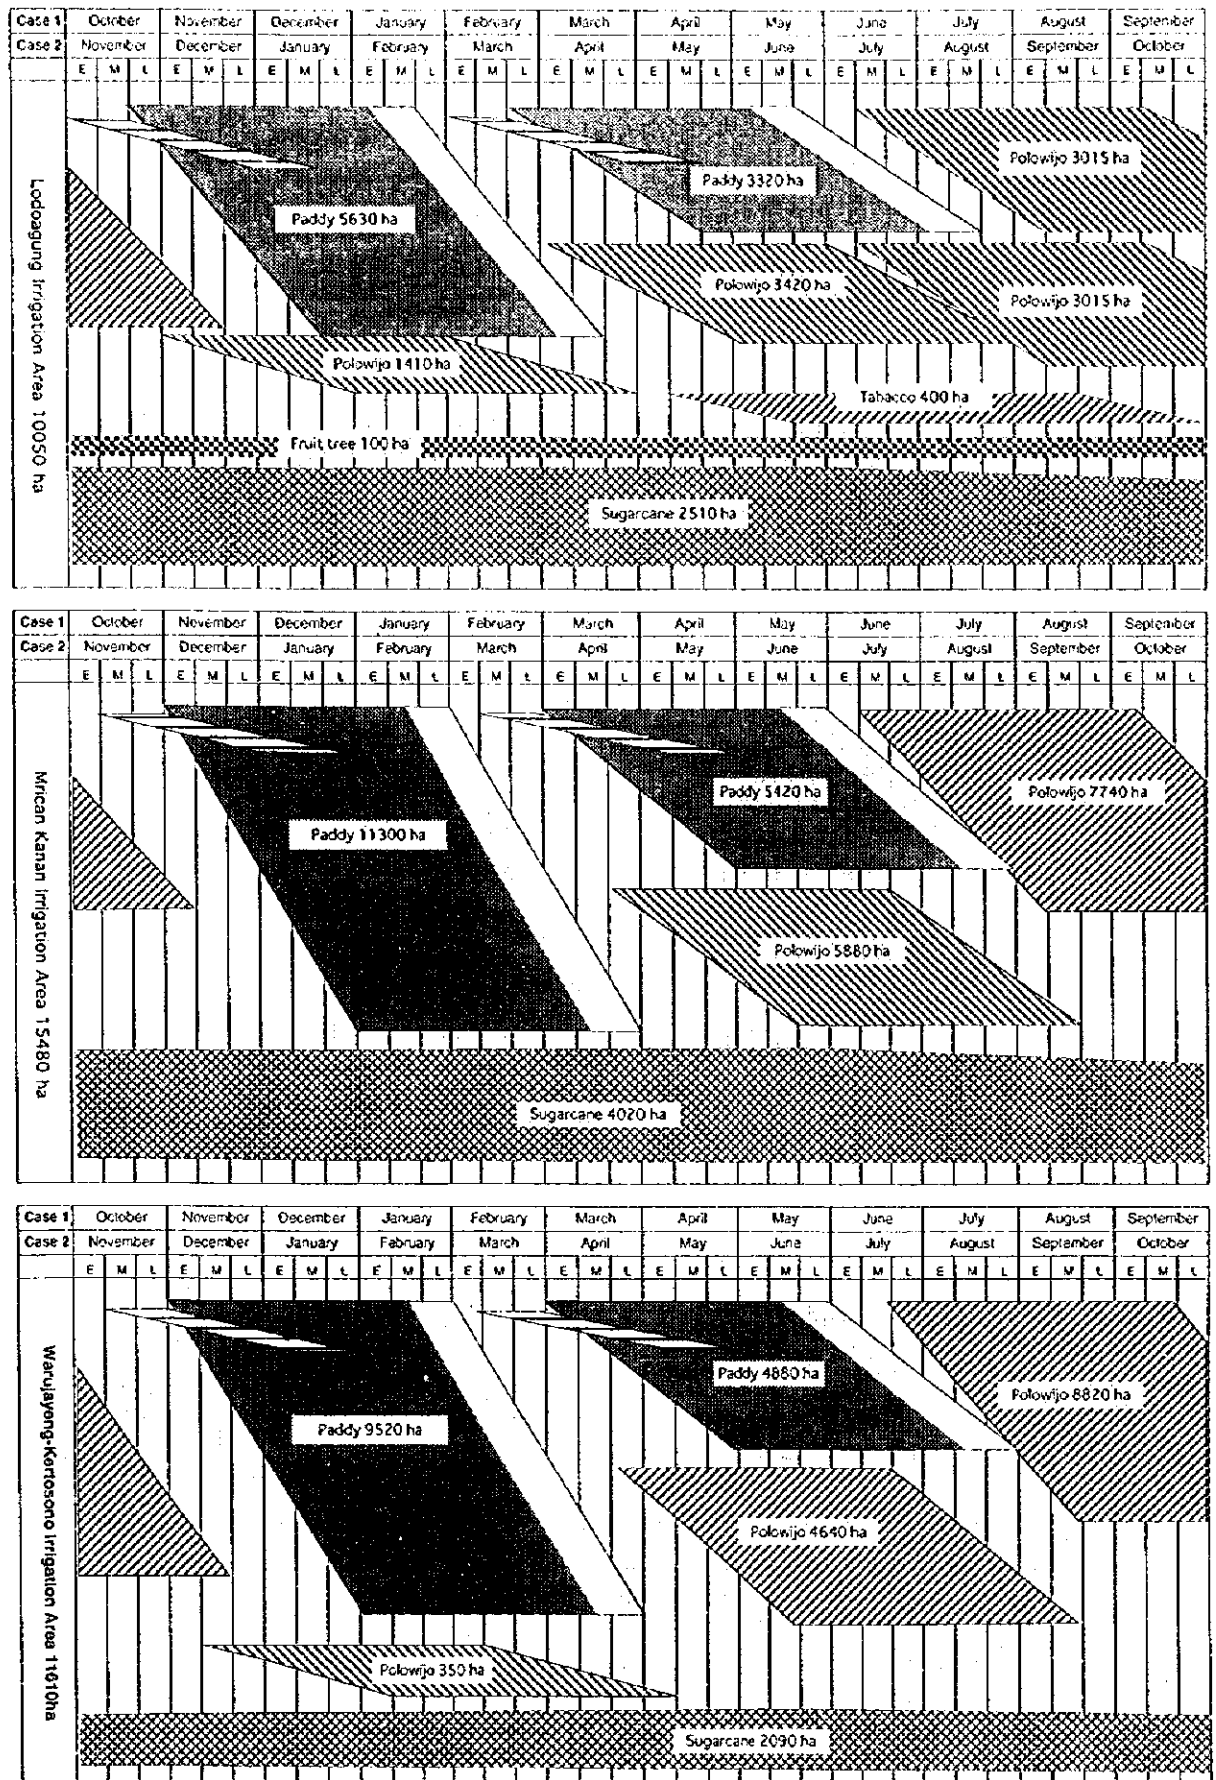 Case 1 October November December January February March April May June July August September
Case 2 November December January February March April May June July August September October
E M L E M L E M L E M L E M L E M L E M L E M L E M L E M L E M L E M L
Lodoagung Irrigation Area 10050 ha
Polowijo 3015 ha
Paddy 3320 ha
Paddy 5630 ha
Polowijo 3420 ha
Polowijo 3015 ha
Polowijo 1410 ha
Tabacco 400 ha
Fruit tree 100 ha
Sugarcane 2510 ha
Case 1 October November December January February March April May June July August September
Case 2 November December January February March April May June July August September October
E M L E M L E M L E M L E M L E M L E M L E M L E M L E M L E M L E M L
Mrican Kanan Irrigation Area 15480 ha
Paddy 5420 ha
Polowijo 7740 ha
Paddy 11300 ha
Polowijo 5880 ha
Sugarcane 4020 ha
Case 1 October November December January February March April May June July August September
Case 2 November December January February March April May June July August September October
E M L E M L E M L E M L E M L E M L E M L E M L E M L E M L E M L E M L
Warujayeng-Kertosono Irrigation Area 11610ha
Paddy 4880 ha
Polowijo 8820 ha
Paddy 9520 ha
Polowijo 4640 ha
Polowijo 350 ha
Sugarcane 2090 ha